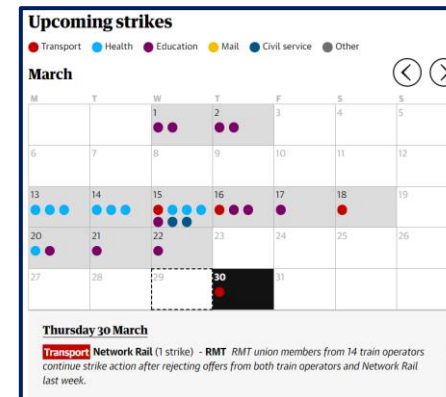 Upcoming strikes
Transport Health Education Mail Civil service Other
March
M T W T F S S
1 2 3 4 5
6 7 8 9 10 11 12
13 14 15 16 17 18 19
20 21 22 23 24 25 26
27 28 29 30 31
Thursday 30 March
Transport Network Rail (1 strike) - RMT RMT union members from 14 train operators
continue strike action after rejecting offers from both train operators and Network Rail
last week.